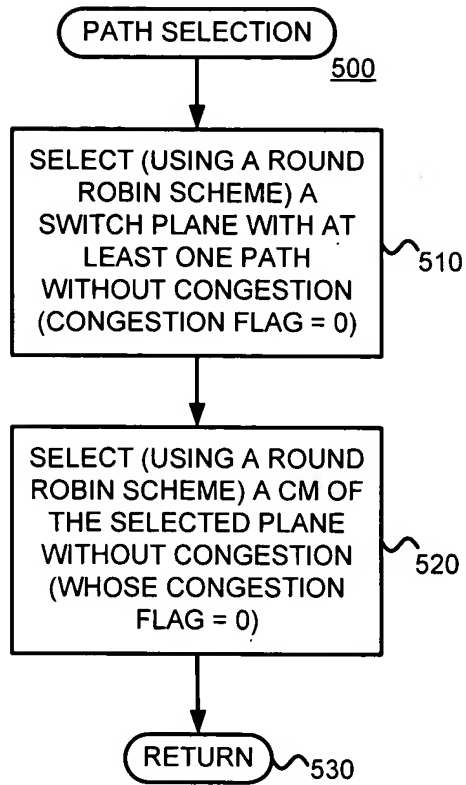 PATH SELECTION
500
SELECT (USING A ROUND
ROBIN SCHEME) A
SWITCH PLANE WITH AT
LEAST ONE PATH
WITHOUT CONGESTION
(CONGESTION FLAG = 0)
510
SELECT (USING A ROUND
ROBIN SCHEME) A CM OF
THE SELECTED PLANE
WITHOUT CONGESTION
(WHOSE CONGESTION
FLAG = 0)
520
RETURN
530